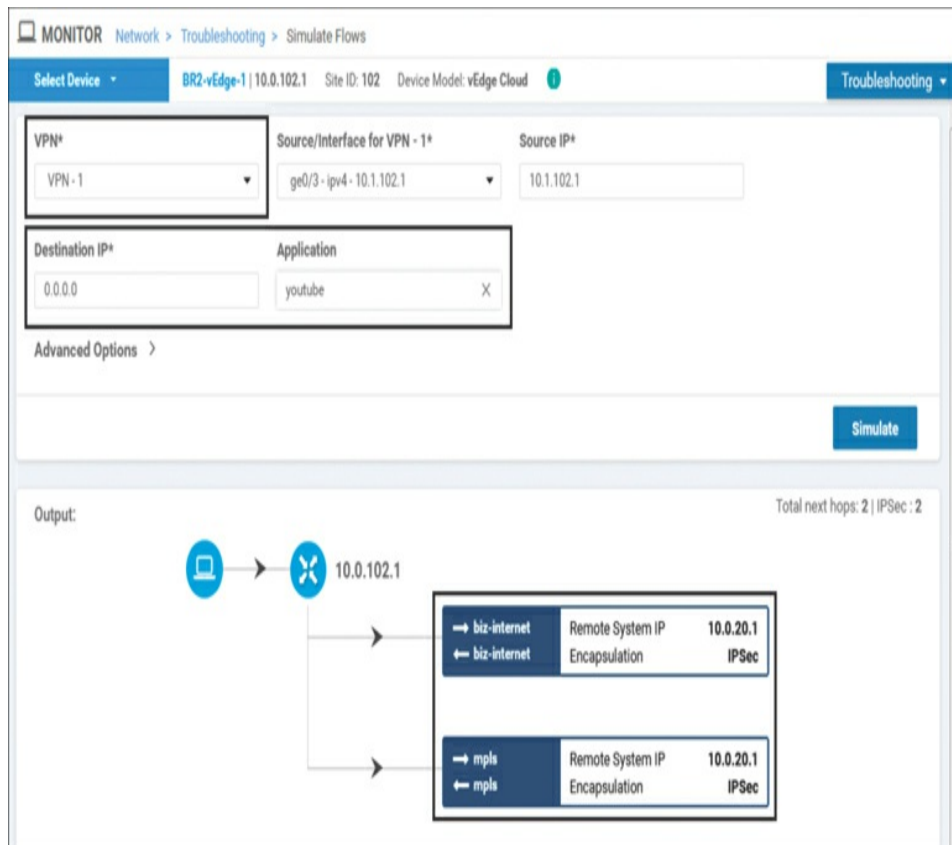 MONITOR Network > Troubleshooting > Simulate Flows
Select Device BR2-vEdge-1 | 10.0.102.1 Site ID: 102 Device Model: vEdge Cloud i Troubleshooting
VPN* Source/Interface for VPN - 1* Source IP*
VPN - 1 ge0/3 - ipv4 - 10.1.102.1 10.1.102.1
Destination IP* Application
0.0.0.0 youtube X
Advanced Options >
Simulate
Output: Total next hops: 2 | IPSec : 2
10.0.102.1
→ biz-internet Remote System IP 10.0.20.1
← biz-internet Encapsulation IPSec
→ mpls Remote System IP 10.0.20.1
← mpls Encapsulation IPSec